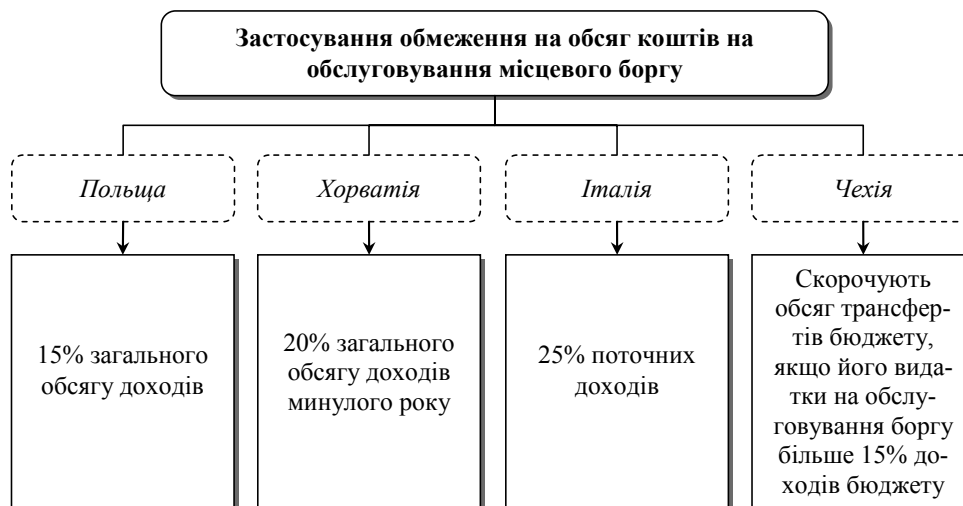 Застосування обмеження на обсяг коштів на
обслуговування місцевого боргу
Польща
Хорватія
Італія
Чехія
15% загального
обсягу доходів
20% загального
обсягу доходів
минулого року
25% поточних
доходів
Скорочують
обсяг трансфер-
тів бюджету,
якщо його вида-
тки на обслу-
говування боргу
більше 15% до-
ходів бюджету